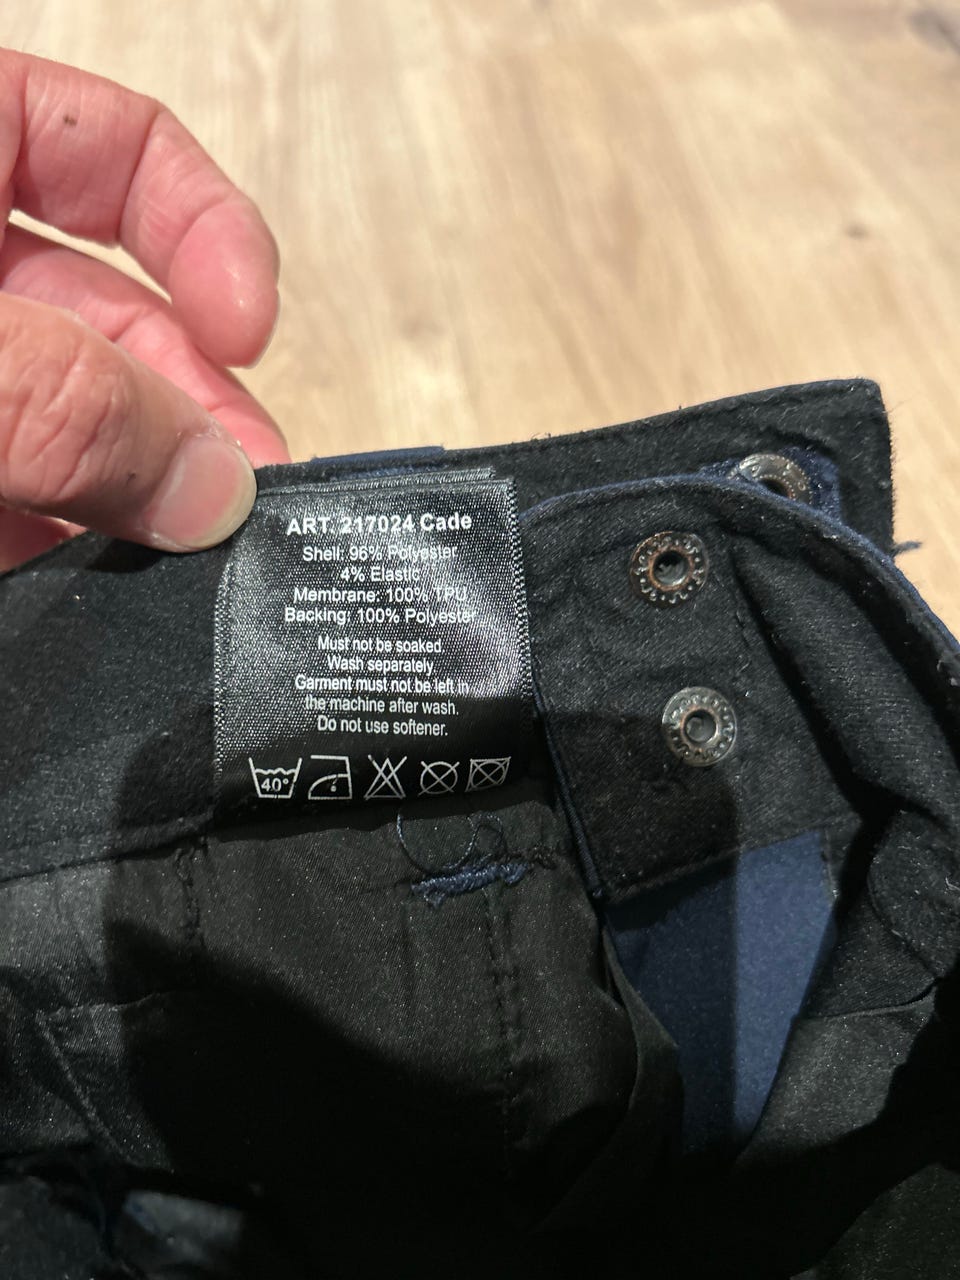 ART. 217024 Cade
Shell: 96% Polyester
4% Elastic
Membrane: 100% TPU
Backing: 100% Polyester
Must not be soaked.
Wash separately
Garment must not be left in
the machine after wash.
Do not use softener.
40°